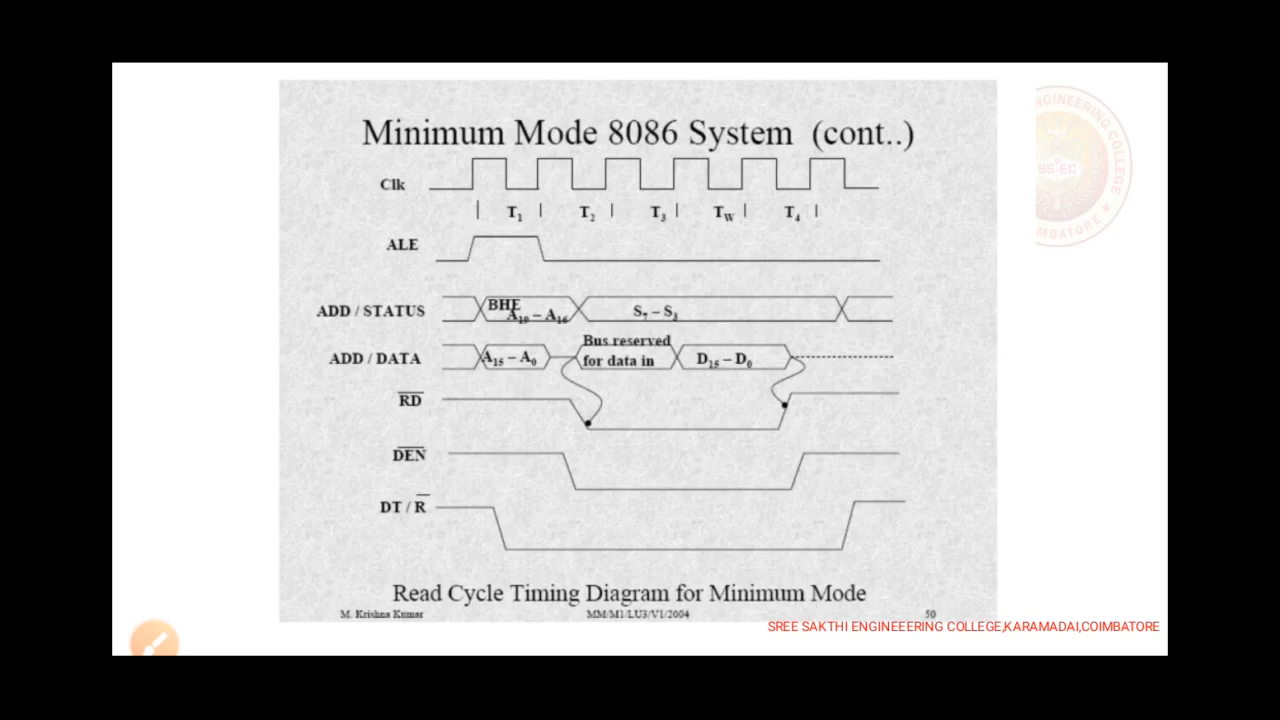 Minimum Mode 8086 System (cont..)
Clk
| T₁ | T₂ | T₃ | T_W | T₄ |
ALE
ADD / STATUS
BHE
A₁₉ – A₁₆
S₇ – S₃
ADD / DATA
A₁₅ – A₀
Bus reserved
for data in
D₁₅ – D₀
R̅D̅
D̅E̅N̅
DT / R̅
Read Cycle Timing Diagram for Minimum Mode
M. Krishna Kumar MM/M1/LU3/V1/2004 50
SREE SAKTHI ENGINEEERING COLLEGE,KARAMADAI,COIMBATORE